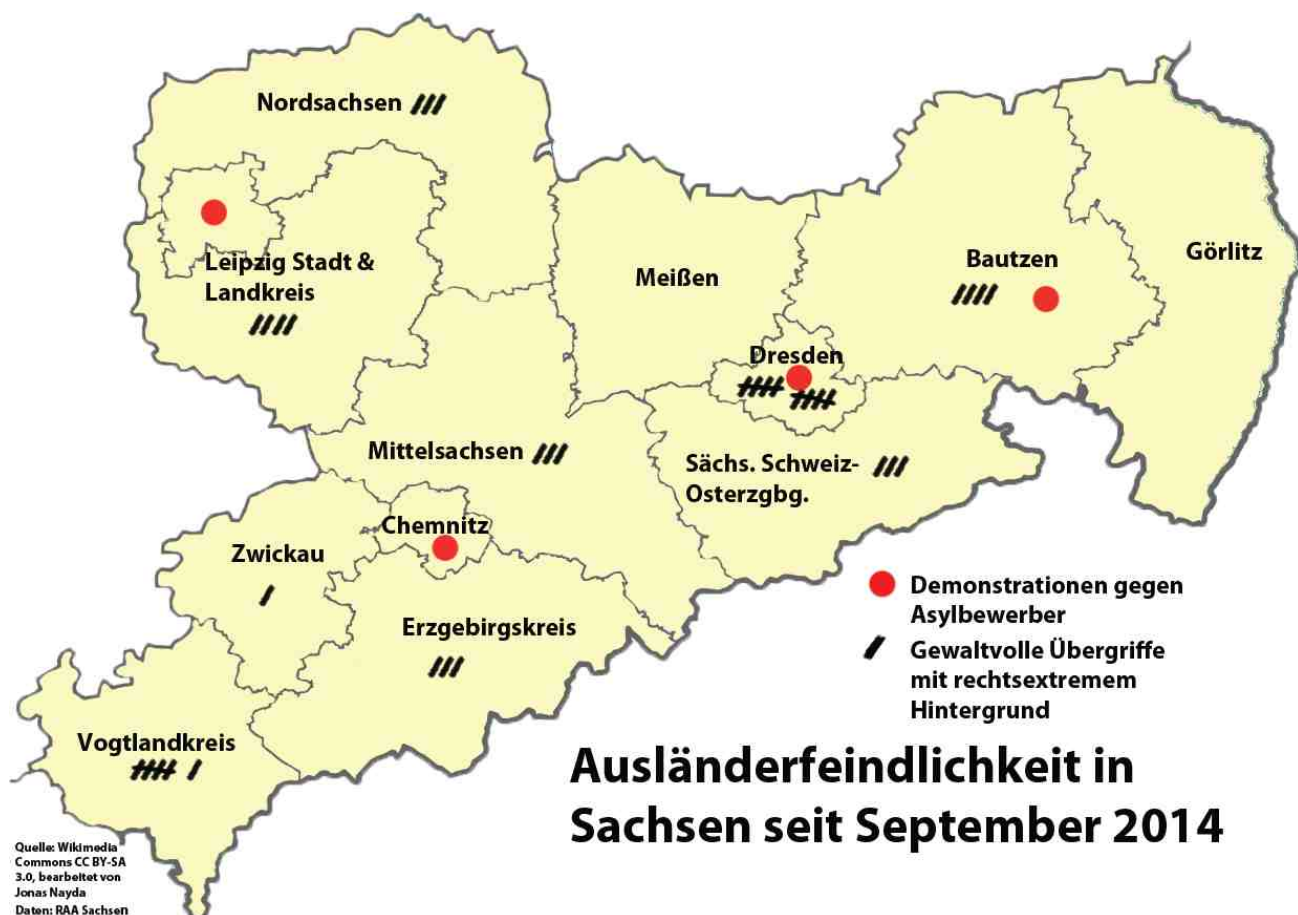 Nordsachsen
Leipzig Stadt &
Landkreis
Meißen
Bautzen
Görlitz
Dresden
Mittelsachsen
Sächs. Schweiz-
Osterzgbg.
Chemnitz
Zwickau
Erzgebirgskreis
Vogtlandkreis
Demonstrationen gegen
Asylbewerber
Gewaltvolle Übergriffe
mit rechtsextremem
Hintergrund
Ausländerfeindlichkeit in
Sachsen seit September 2014
Quelle: Wikimedia
Commons CC BY-SA
3.0, bearbeitet von
Jonas Nayda
Daten: RAA Sachsen